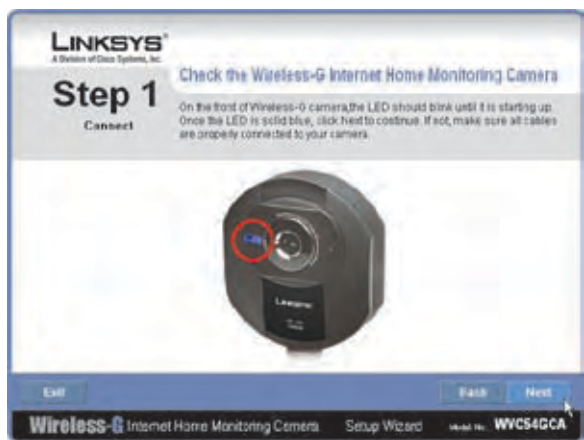 LINKSYS®
A Division of Cisco Systems, Inc.
Step 1
Connect
Check the Wireless-G Internet Home Monitoring Camera
On the front of Wireless-G camera,the LED should blink until it is starting up.
Once the LED is solid blue, click Next to continue. If not, make sure all cables
are properly connected to your camera.
LINKSYS
Exit
Back
Next
Wireless-G Internet Home Monitoring Camera
Setup Wizard
Model No. WVC54GCA